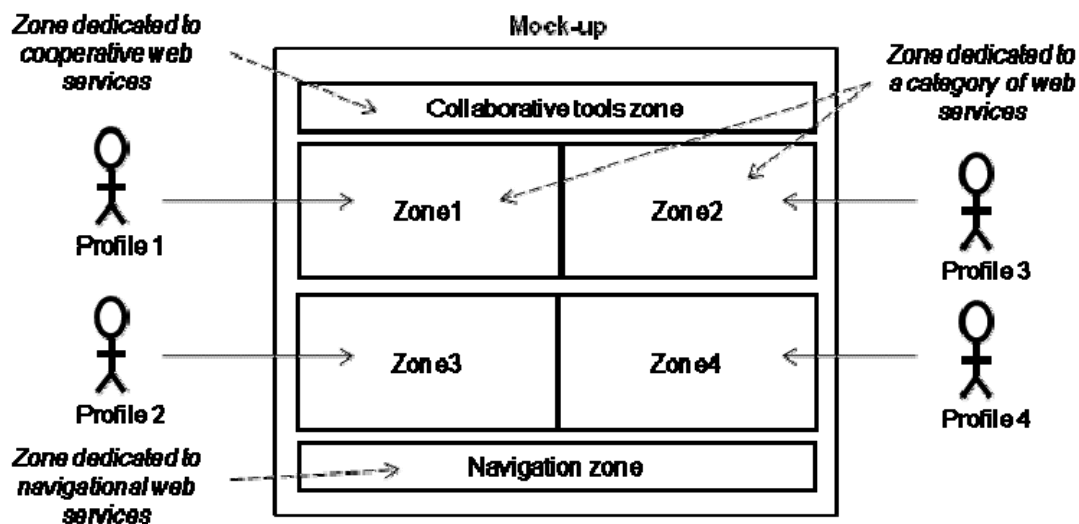 Zone dedicated to
cooperative web
services
Mock-up
Zone dedicated to
a category of web
services
Collaborative tools zone
Profile 1
Zone1
Zone2
Profile 3
Profile 2
Zone3
Zone4
Profile 4
Zone dedicated to
navigational web
services
Navigation zone